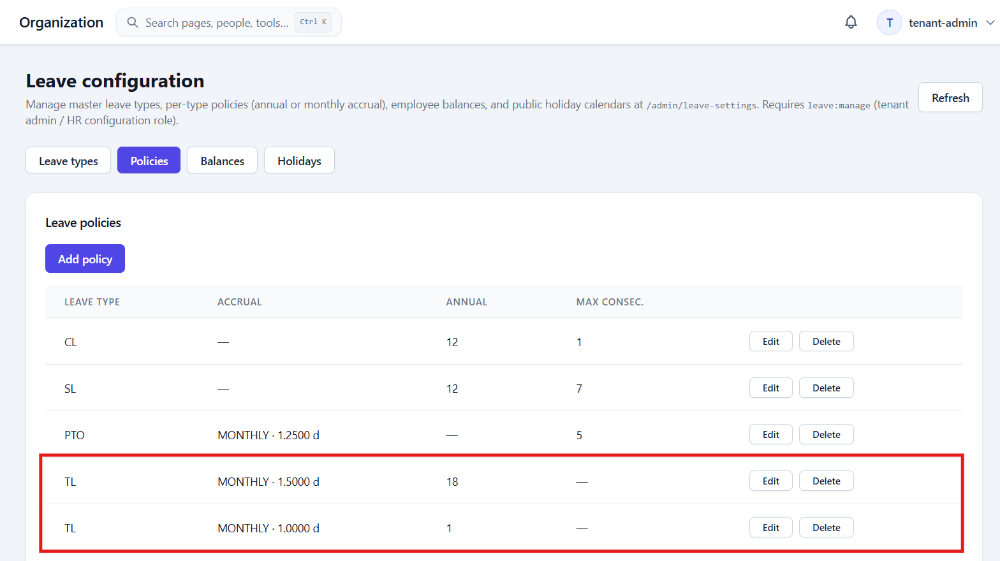 Organization
Search pages, people, tools...
Ctrl K
T
tenant-admin
Leave configuration
Manage master leave types, per-type policies (annual or monthly accrual), employee balances, and public holiday calendars at /admin/leave-settings. Requires leave:manage (tenant
admin / HR configuration role).
Refresh
Leave types
Policies
Balances
Holidays
Leave policies
Add policy
LEAVE TYPE ACCRUAL ANNUAL MAX CONSEC.
CL — 12 1 Edit Delete
SL — 12 7 Edit Delete
PTO MONTHLY · 1.2500 d — 5 Edit Delete
TL MONTHLY · 1.5000 d 18 — Edit Delete
TL MONTHLY · 1.0000 d 1 — Edit Delete